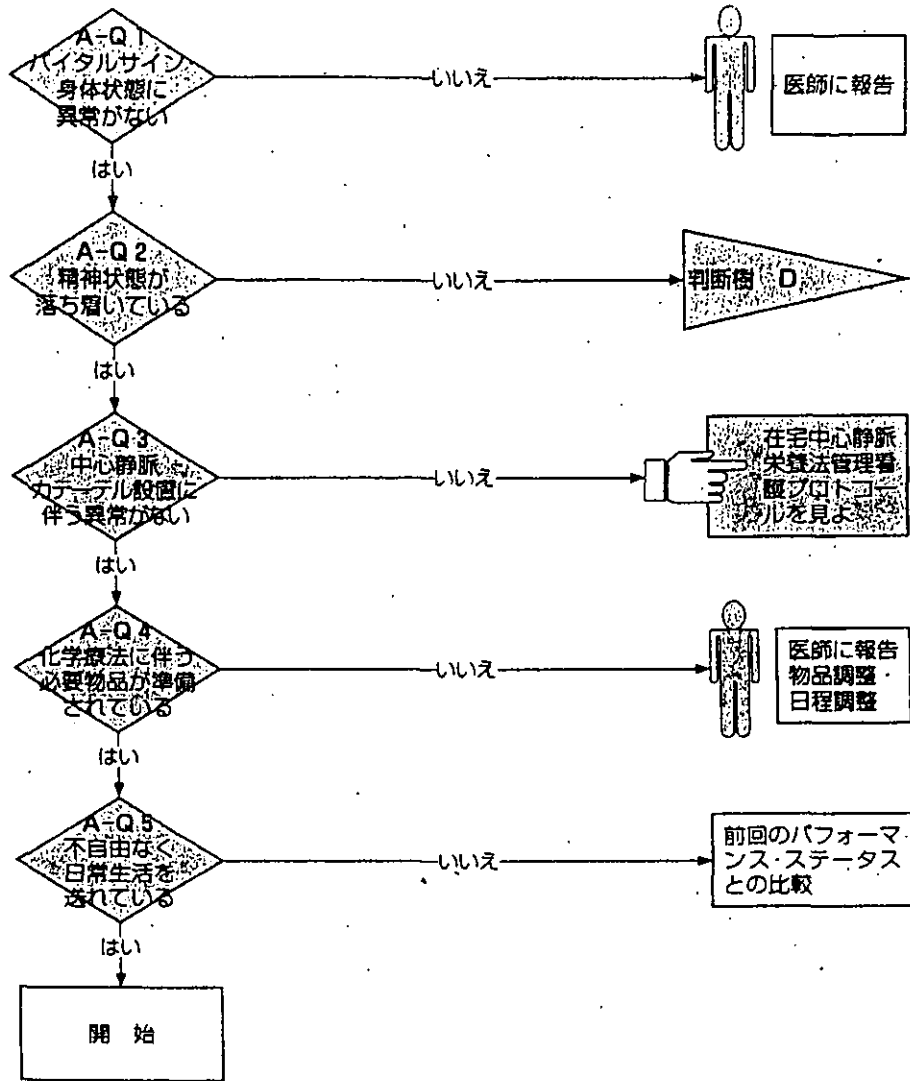 A-Q 1
バイタルサイン
身体状態に
異常がない
いいえ
医師に報告
はい
A-Q 2
精神状態が
落ち着いている
いいえ
判断樹 D
はい
A-Q 3
中心静脈
カテーテル設置に
伴う異常がない
いいえ
在宅中心静脈
栄養法管理看
護プロトコー
ルを見よ
はい
A-Q 4
化学療法に伴う
必要物品が準備
されている
いいえ
医師に報告
物品調整・
日程調整
はい
A-Q 5
不自由なく
日常生活を
送れている
いいえ
前回のパフォーマ
ンス・ステータス
との比較
はい
開 始